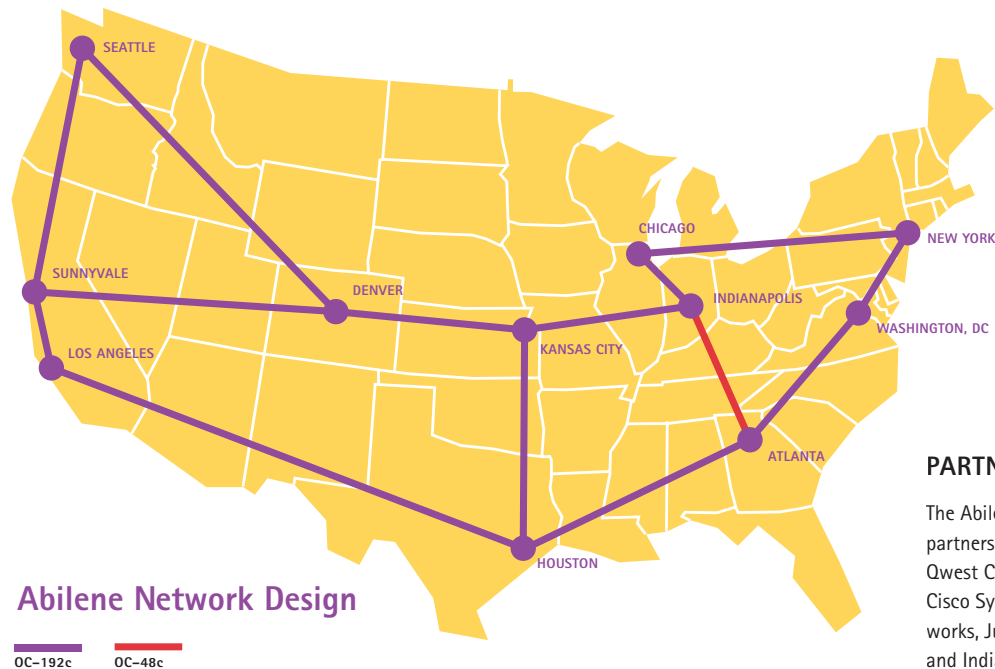 SEATTLE
CHICAGO
NEW YORK
SUNNYVALE
DENVER
INDIANAPOLIS
WASHINGTON, DC
KANSAS CITY
LOS ANGELES
ATLANTA
HOUSTON
Abilene Network Design
OC–192c
OC–48c
PARTN
The Abile
partners
Qwest C
Cisco Sy
works, Ju
and Indi